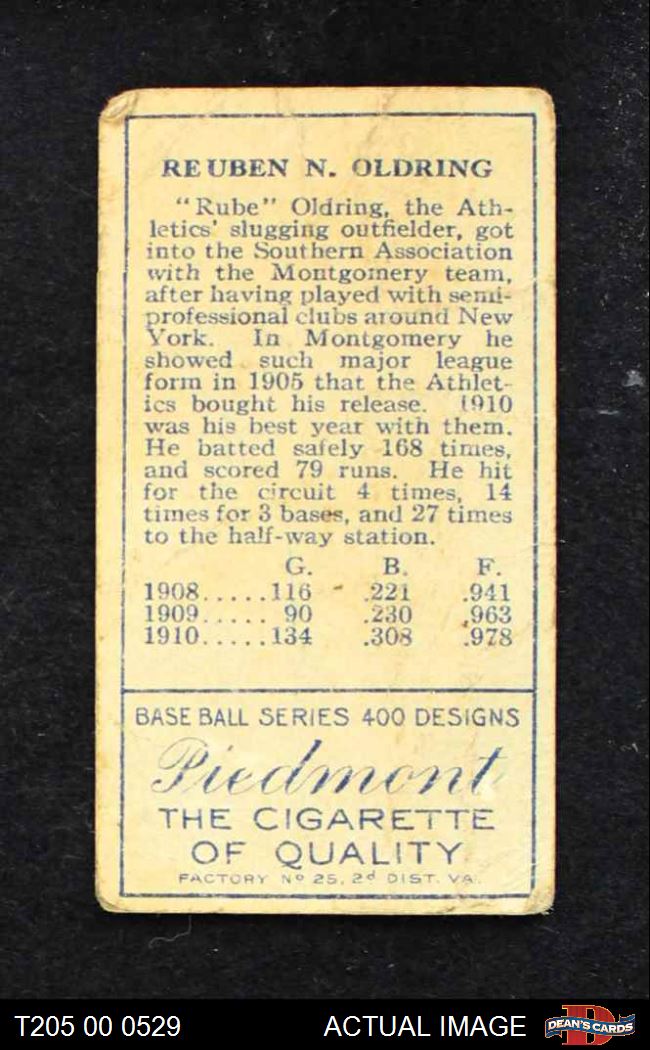 REUBEN N. OLDRING
"Rube" Oldring, the Ath-
letics' slugging outfielder, got
into the Southern Association
with the Montgomery team,
after having played with semi-
professional clubs around New
York. In Montgomery he
showed such major league
form in 1905 that the Athlet-
ics bought his release. 1910
was his best year with them.
He batted safely 168 times,
and scored 79 runs. He hit
for the circuit 4 times, 14
times for 3 bases, and 27 times
to the half-way station.
G. B. F.
1908.....116 .221 .941
1909..... 90 .230 .963
1910.....134 .308 .978
BASE BALL SERIES 400 DESIGNS
Piedmont
THE CIGARETTE
OF QUALITY
FACTORY Nº 25, 2d DIST. VA.
T205 00 0529 ACTUAL IMAGE D DEAN'S CARDS